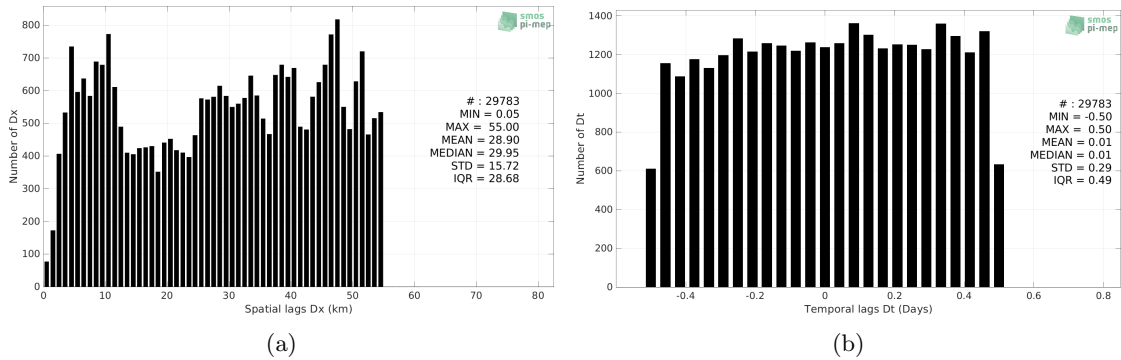 800
700
600
500
400
300
200
100
0
Number of Dx
0 10 20 30 40 50 60 70 80
Spatial lags Dx (km)
smos
pi-mep
# : 29783
MIN = 0.05
MAX = 55.00
MEAN = 28.90
MEDIAN = 29.95
STD = 15.72
IQR = 28.68
(a)
1400
1200
1000
800
600
400
200
0
Number of Dt
-0.4 -0.2 0 0.2 0.4 0.6 0.8
Temporal lags Dt (Days)
smos
pi-mep
# : 29783
MIN = -0.50
MAX = 0.50
MEAN = 0.01
MEDIAN = 0.01
STD = 0.29
IQR = 0.49
(b)